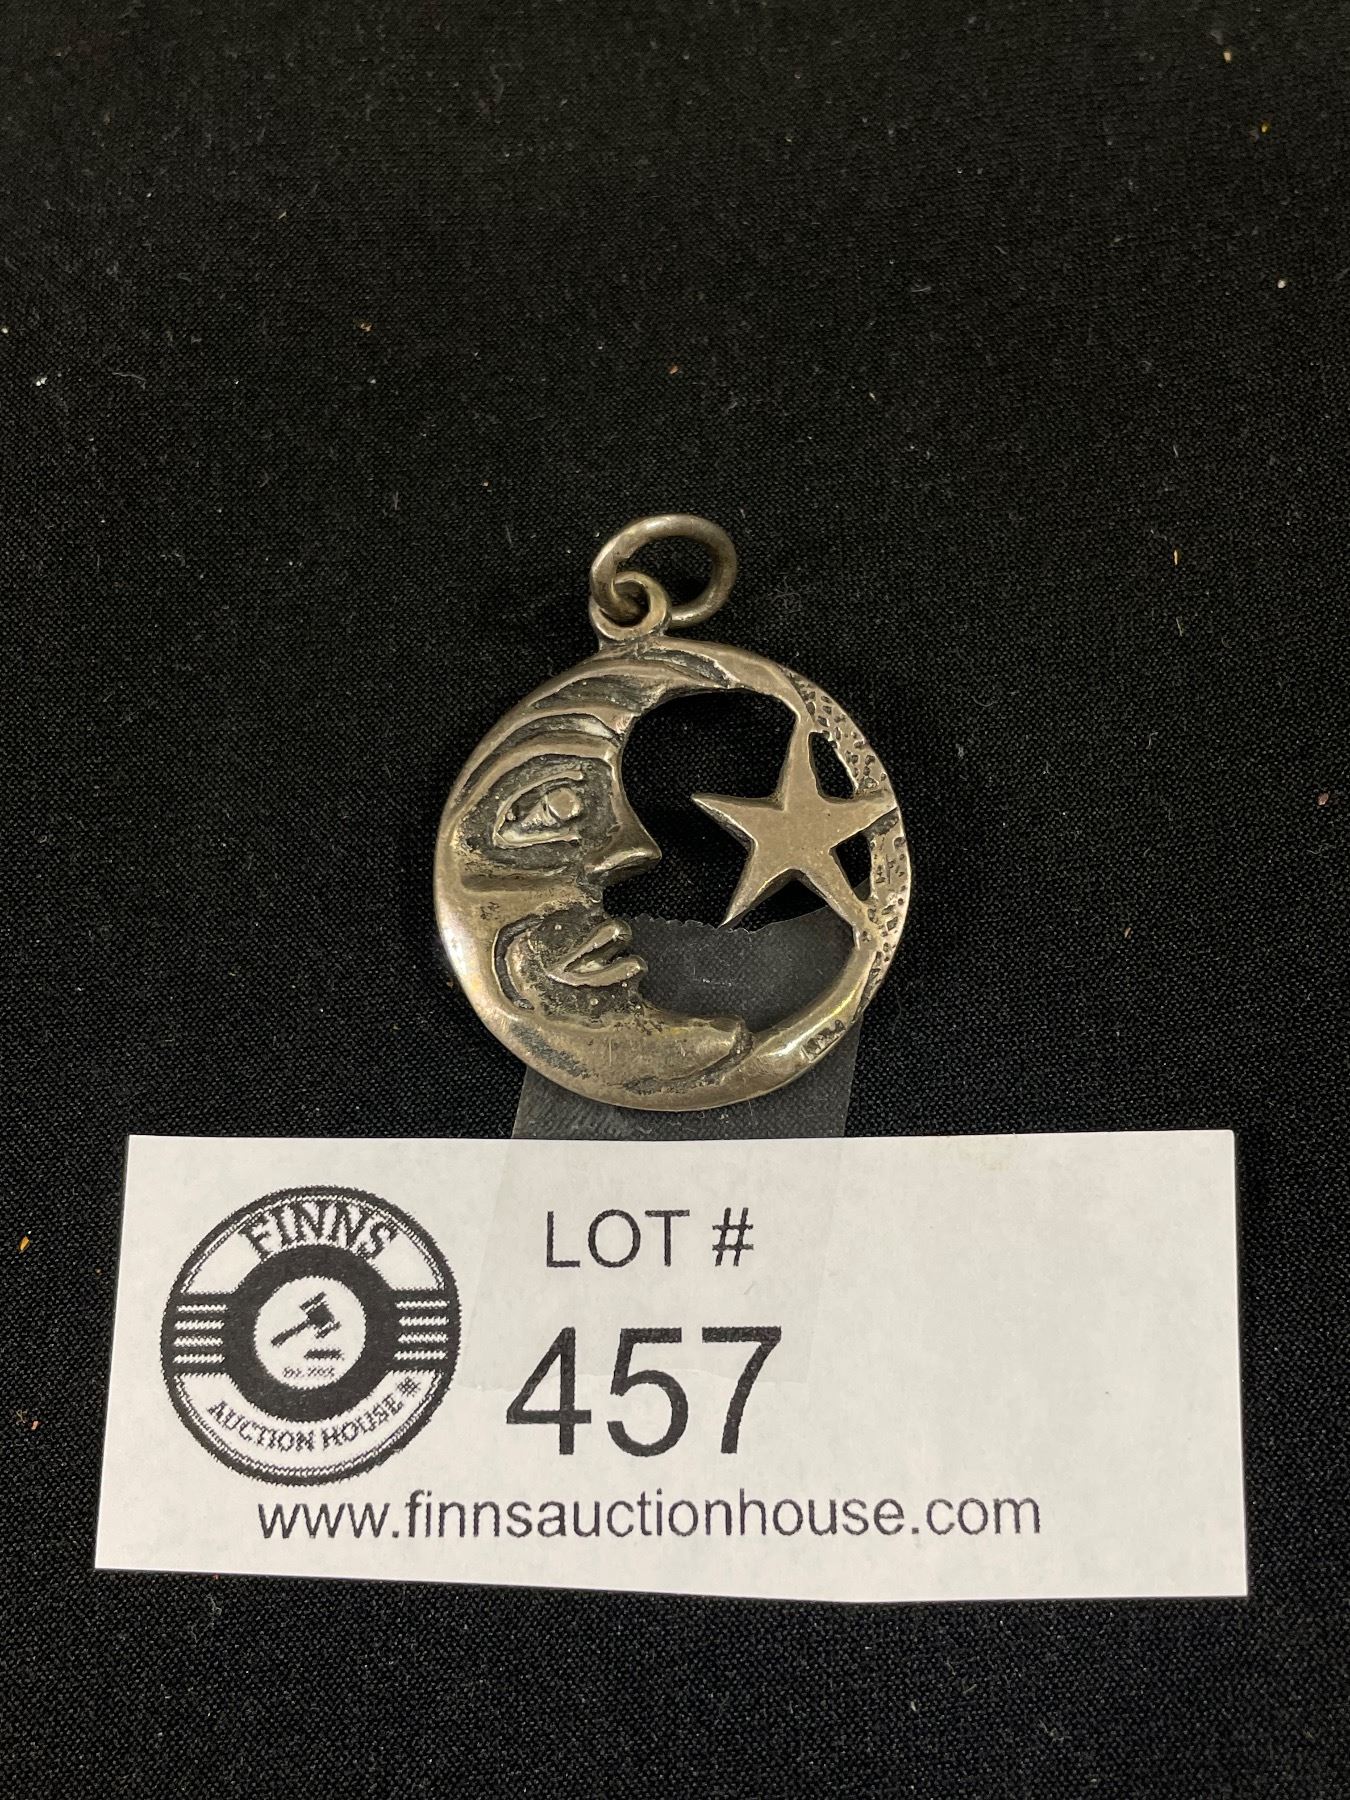 LOT #
FINNS
AUCTION HOUSE
457
www.finnsauctionhouse.com